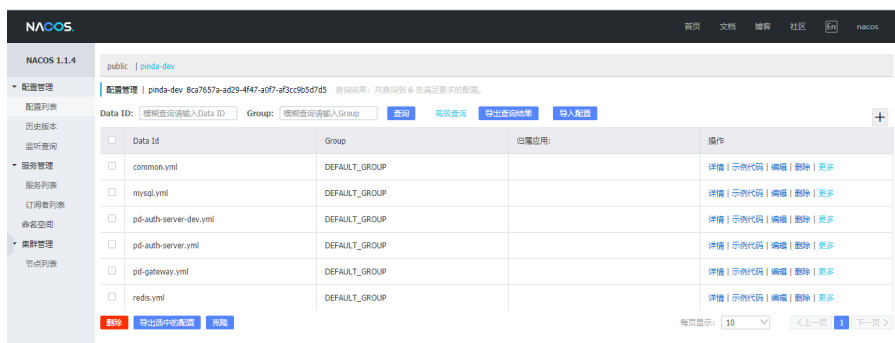 NACOS.
首页 文档 博客 社区 En nacos
NACOS 1.1.4
配置管理
配置列表
历史版本
监听查询
服务管理
服务列表
订阅者列表
命名空间
集群管理
节点列表
public | pinda-dev
配置管理 | pinda-dev 8ca7657a-ad29-4f47-a0f7-af3cc9b5d7d5 查询结果：共查询到 6 条满足要求的配置。
Data ID: 模糊查询请输入Data ID Group: 模糊查询请输入Group 查询 高级查询 导出查询结果 导入配置
Data Id Group 归属应用: 操作
common.yml DEFAULT_GROUP 详情 | 示例代码 | 编辑 | 删除 | 更多
mysql.yml DEFAULT_GROUP 详情 | 示例代码 | 编辑 | 删除 | 更多
pd-auth-server-dev.yml DEFAULT_GROUP 详情 | 示例代码 | 编辑 | 删除 | 更多
pd-auth-server.yml DEFAULT_GROUP 详情 | 示例代码 | 编辑 | 删除 | 更多
pd-gateway.yml DEFAULT_GROUP 详情 | 示例代码 | 编辑 | 删除 | 更多
redis.yml DEFAULT_GROUP 详情 | 示例代码 | 编辑 | 删除 | 更多
删除 导出选中的配置 克隆 每页显示: 10 <上一页 1 下一页>